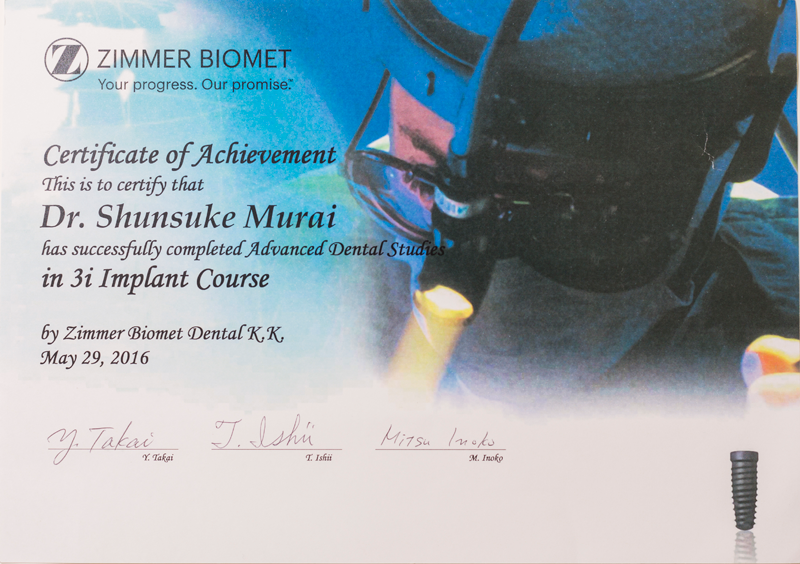 ZIMMER BIOMET
Your progress. Our promise.™
Certificate of Achievement
This is to certify that
Dr. Shunsuke Murai
has successfully completed Advanced Dental Studies
in 3i Implant Course
by Zimmer Biomet Dental K.K.
May 29, 2016
Y. Takai T. Ishii Mitsu Inoko
Y. Takai T. Ishii M. Inoko